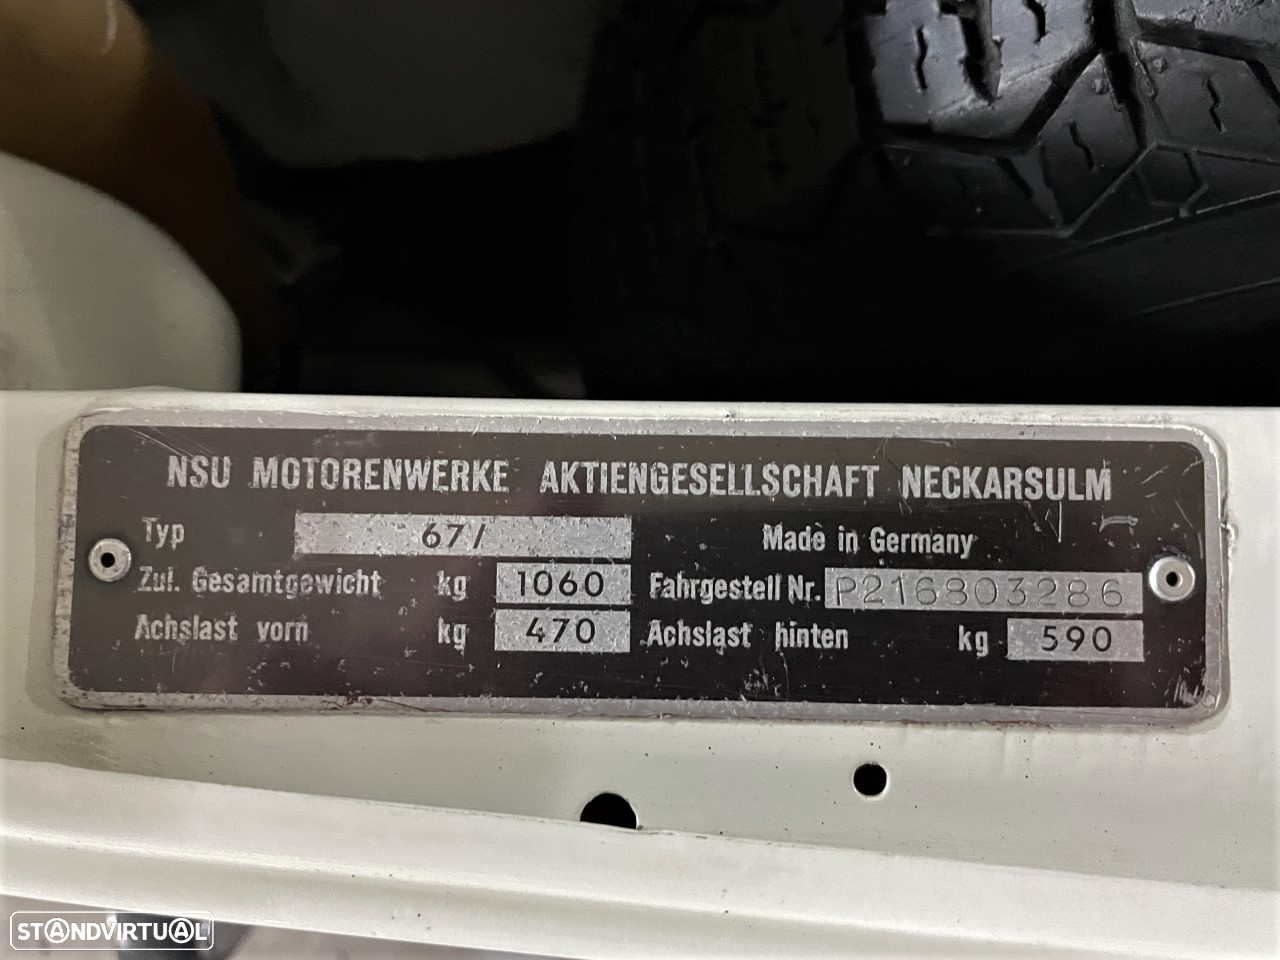 NSU MOTORENWERKE AKTIENGESELLSCHAFT NECKARSULM
Typ 67/ Made in Germany
Zul. Gesamtgewicht kg 1060 Fahrgestell Nr. P216803286
Achslast vorn kg 470 Achslast hinten kg 590
STANDVIRTUAL